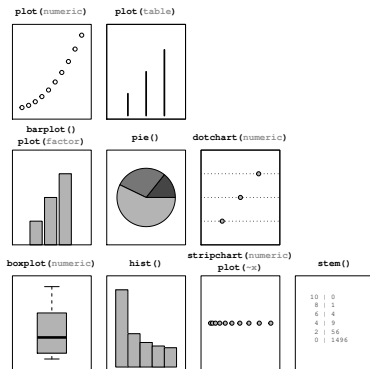 plot(numeric)
plot(table)
barplot()
plot(factor)
pie()
dotchart(numeric)
boxplot(numeric)
hist()
stripchart(numeric)
plot(~x)
stem()
10 | 0
8 | 1
6 | 4
4 | 9
2 | 56
0 | 1496